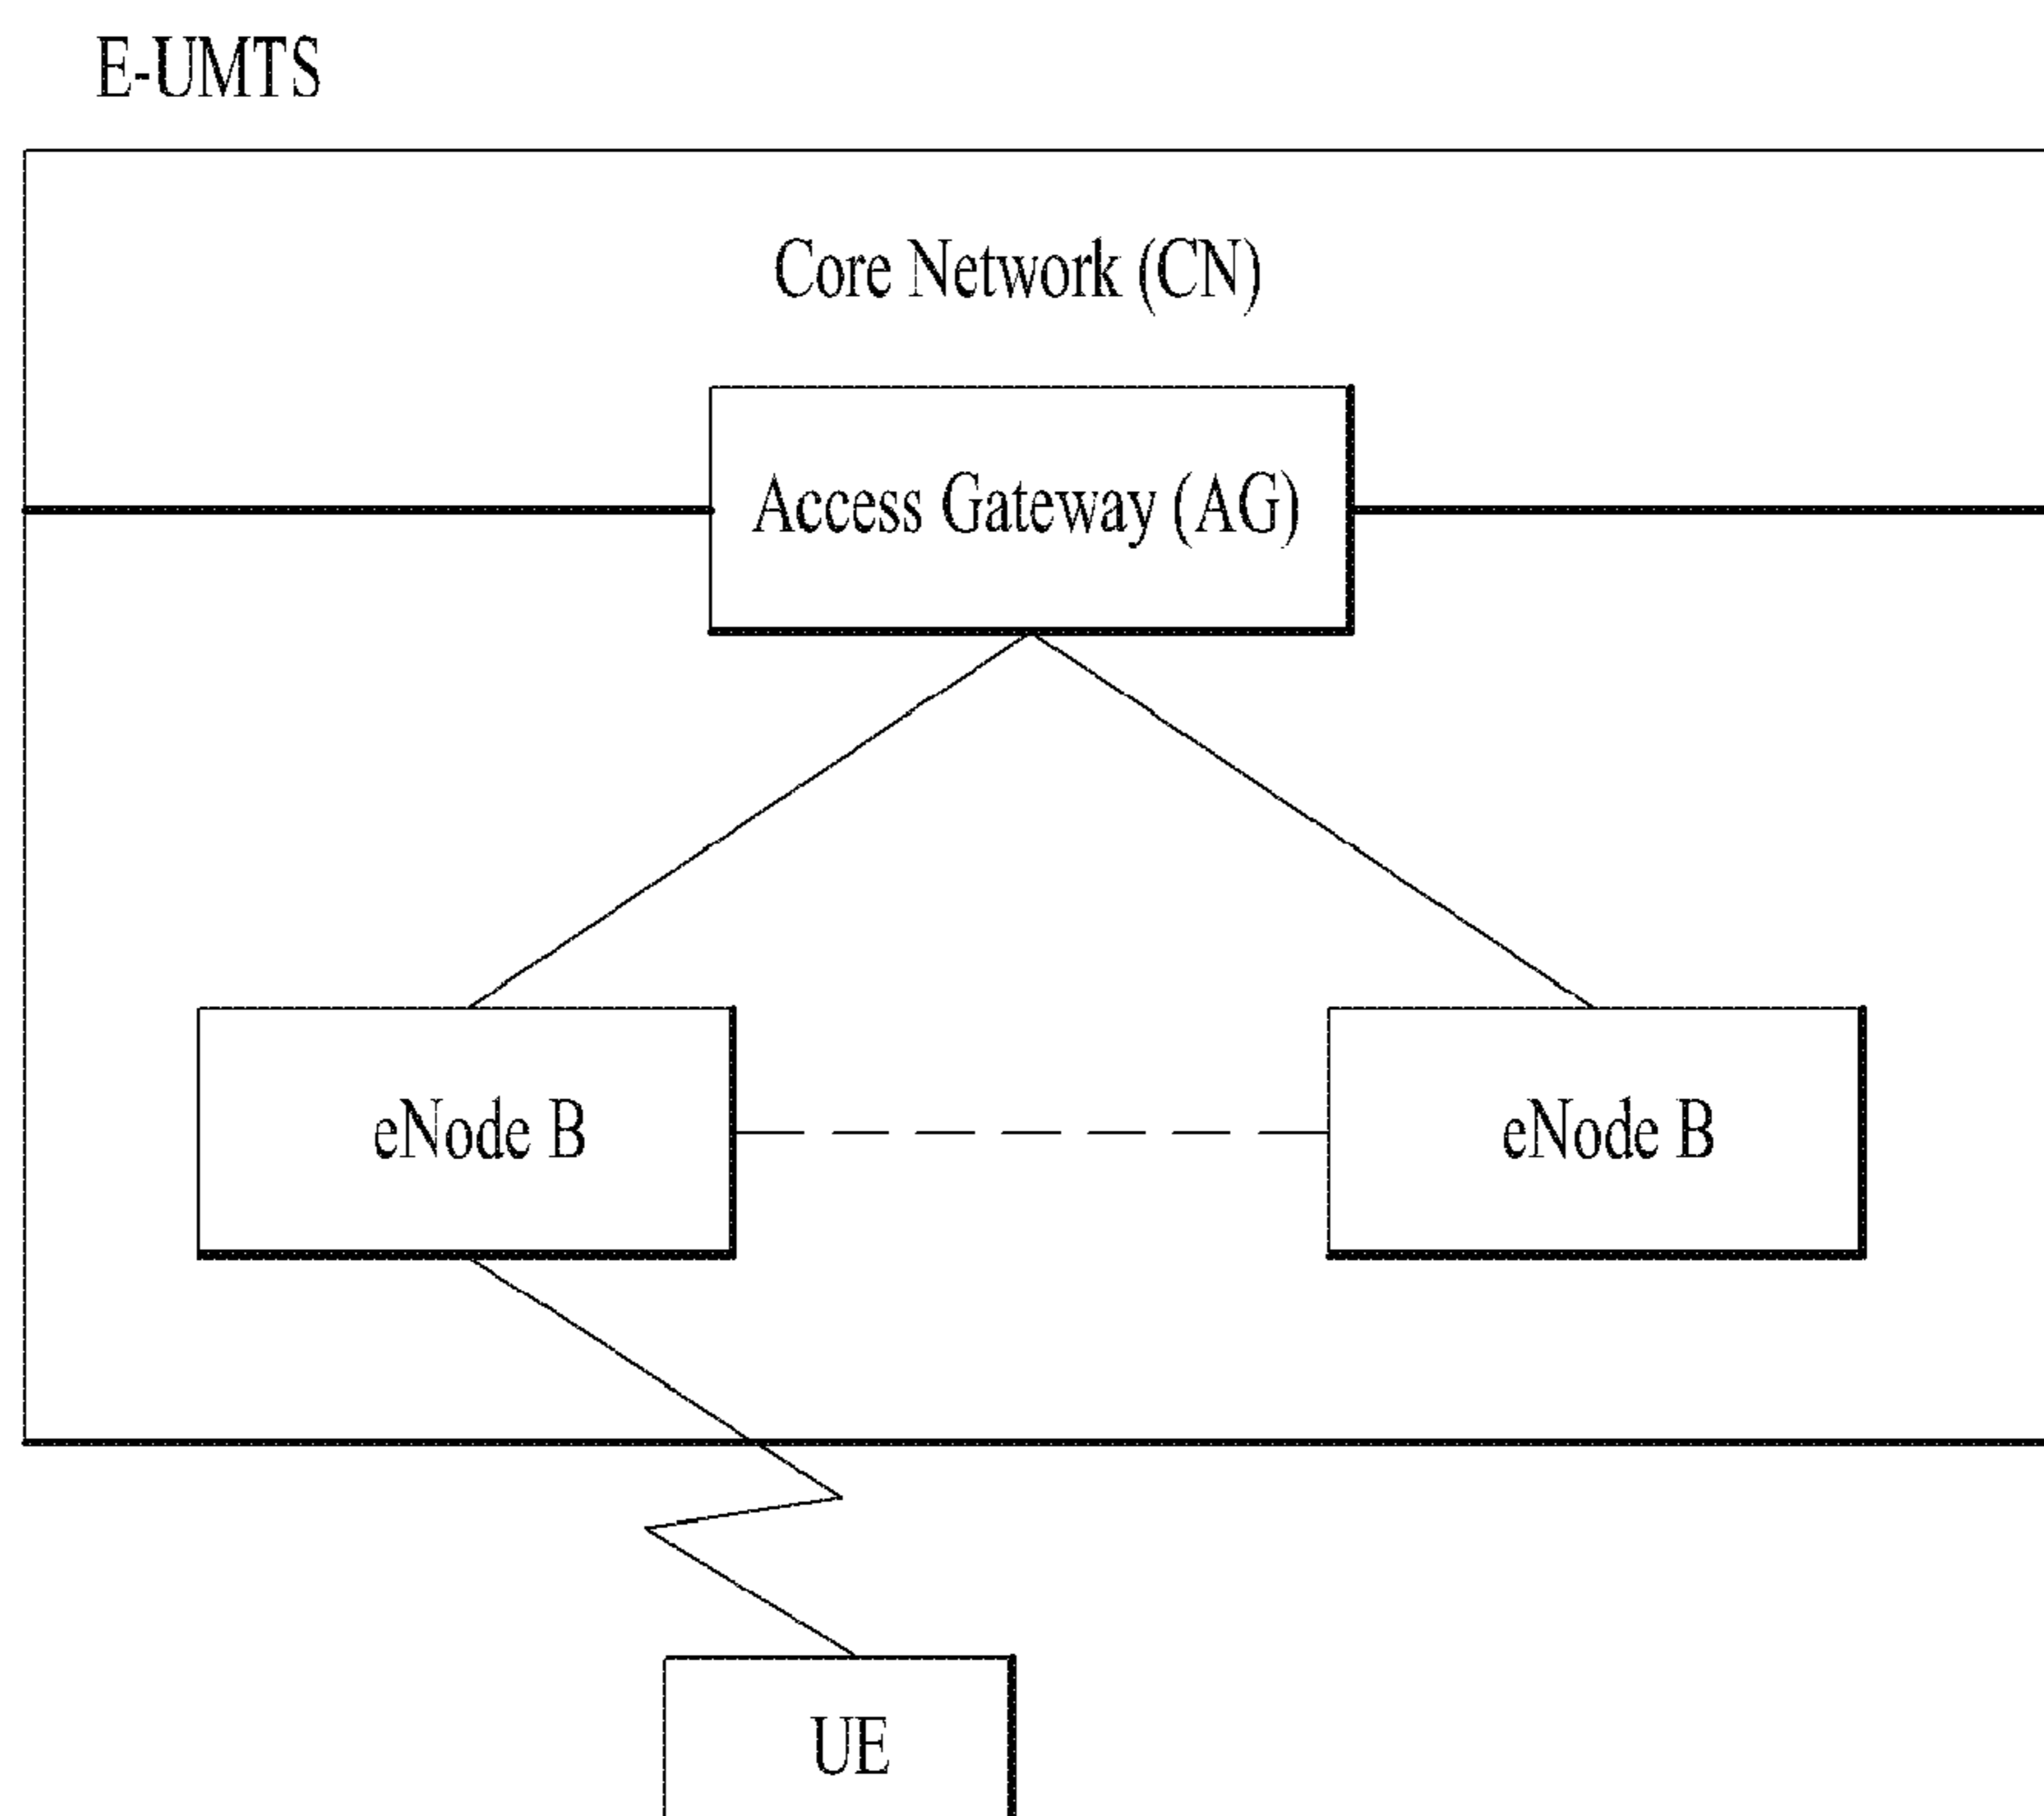 E-UMTS
Core Network (CN)
Access Gateway (AG)
eNode B
eNode B
UE